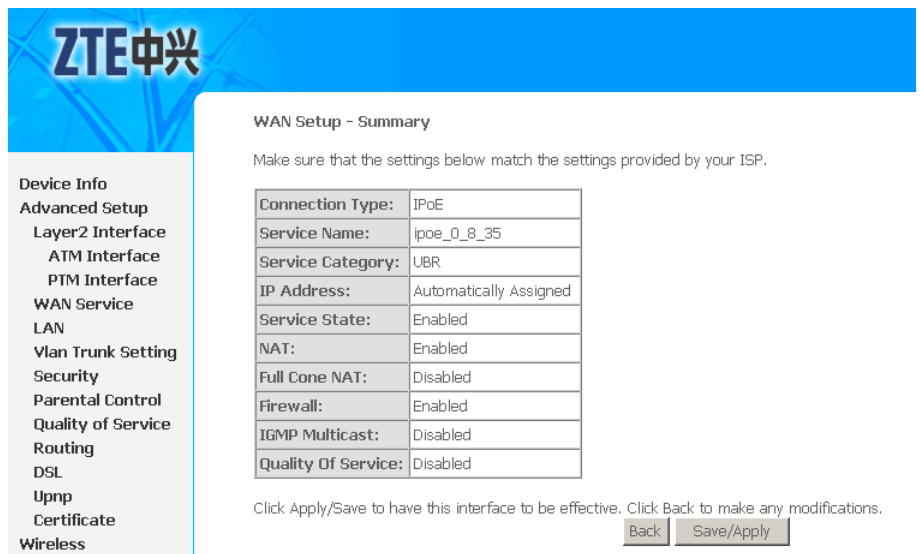 ZTE中兴
WAN Setup - Summary
Make sure that the settings below match the settings provided by your ISP.
Connection Type: IPoE
Service Name: ipoe_0_8_35
Service Category: UBR
IP Address: Automatically Assigned
Service State: Enabled
NAT: Enabled
Full Cone NAT: Disabled
Firewall: Enabled
IGMP Multicast: Disabled
Quality Of Service: Disabled
Click Apply/Save to have this interface to be effective. Click Back to make any modifications.
Back Save/Apply
Device Info
Advanced Setup
Layer2 Interface
ATM Interface
PTM Interface
WAN Service
LAN
Vlan Trunk Setting
Security
Parental Control
Quality of Service
Routing
DSL
Upnp
Certificate
Wireless